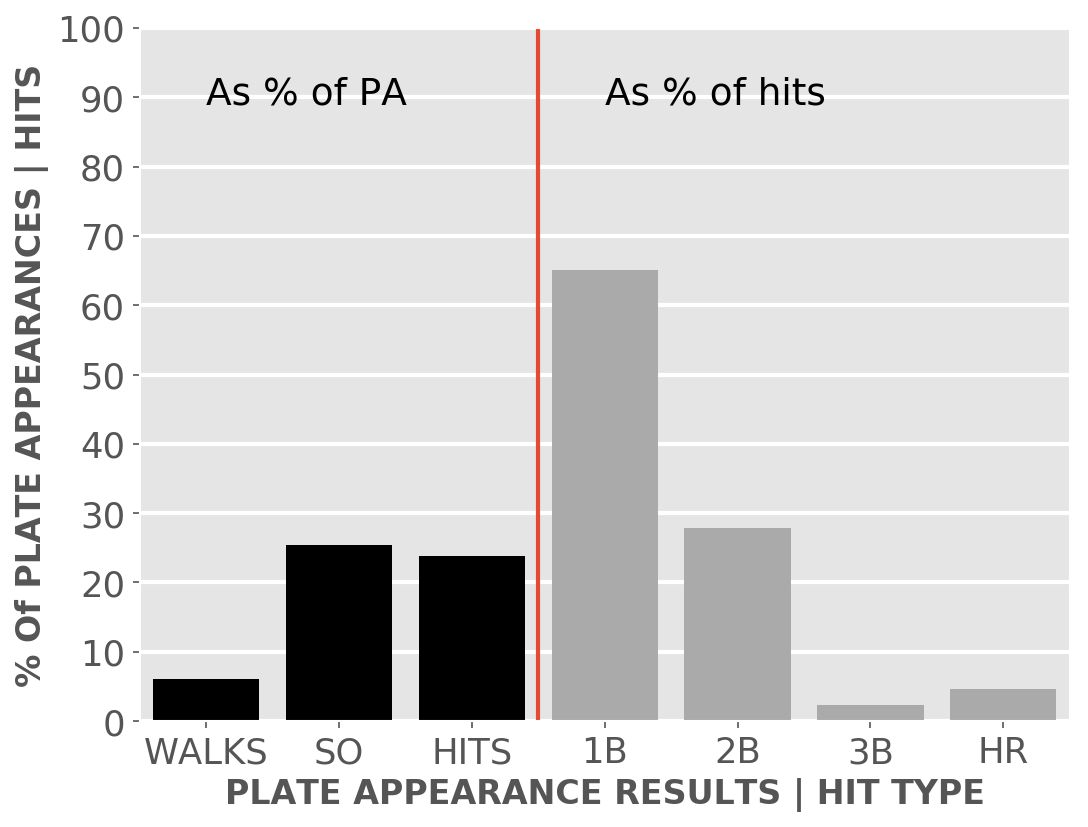 % Of PLATE APPEARANCES | HITS
100
90
80
70
60
50
40
30
20
10
0
As % of PA
As % of hits
WALKS SO HITS 1B 2B 3B HR
PLATE APPEARANCE RESULTS | HIT TYPE